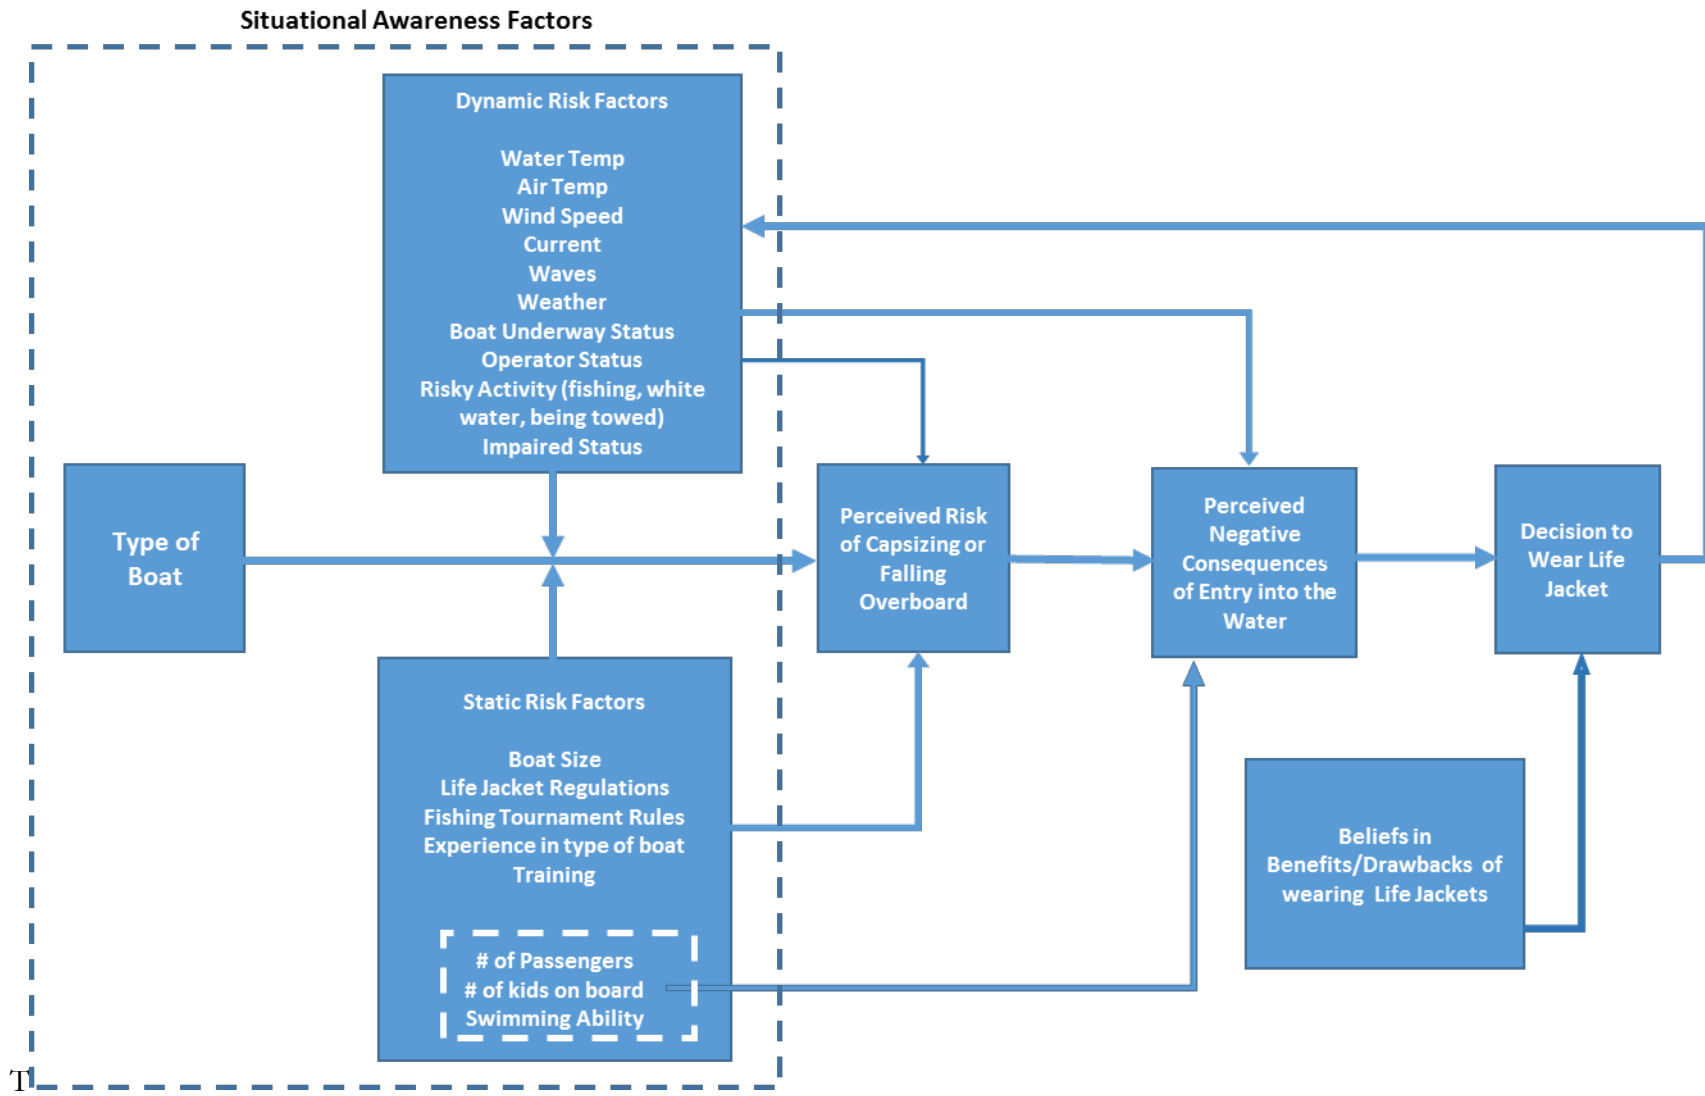 Situational Awareness Factors
Dynamic Risk Factors
Water Temp
Air Temp
Wind Speed
Current
Waves
Weather
Boat Underway Status
Operator Status
Risky Activity (fishing, white
water, being towed)
Impaired Status
Type of
Boat
Perceived Risk
of Capsizing or
Falling
Overboard
Perceived
Negative
Consequences
of Entry into the
Water
Decision to
Wear Life
Jacket
Static Risk Factors
Boat Size
Life Jacket Regulations
Fishing Tournament Rules
Experience in type of boat
Training
# of Passengers
# of kids on board
Swimming Ability
Beliefs in
Benefits/Drawbacks of
wearing Life Jackets
T